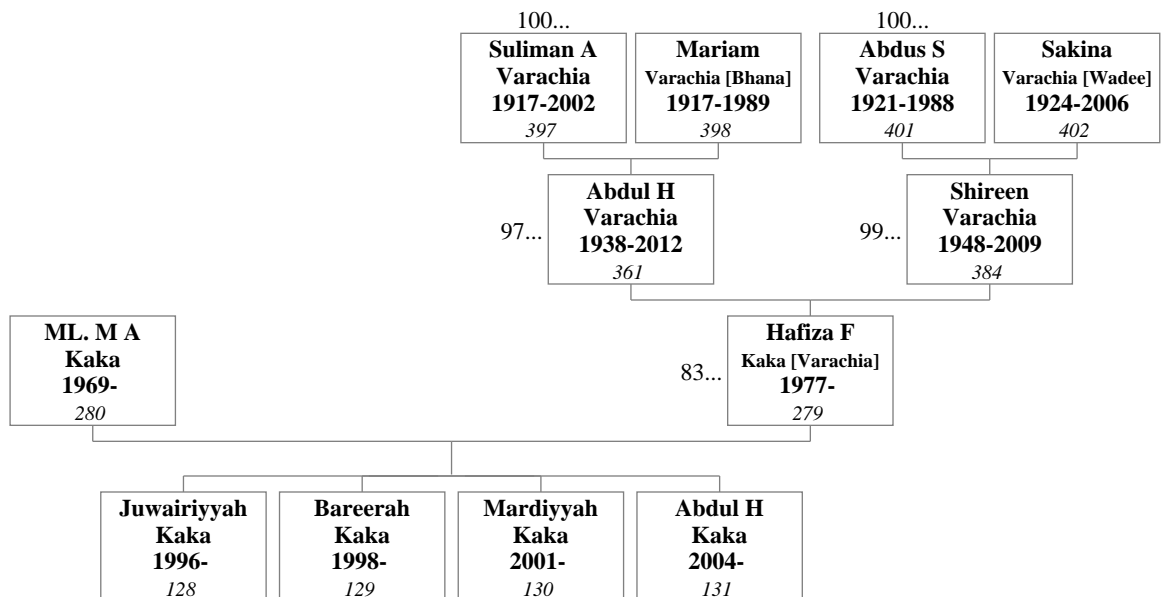 100...
100...
Suliman A
Varachia
1917-2002
397
Mariam
Varachia [Bhana]
1917-1989
398
Abdus S
Varachia
1921-1988
401
Sakina
Varachia [Wadee]
1924-2006
402
97...
Abdul H
Varachia
1938-2012
361
99...
Shireen
Varachia
1948-2009
384
ML. M A
Kaka
1969-
280
83...
Hafiza F
Kaka [Varachia]
1977-
279
Juwairiyyah
Kaka
1996-
128
Bareerah
Kaka
1998-
129
Mardiyyah
Kaka
2001-
130
Abdul H
Kaka
2004-
131